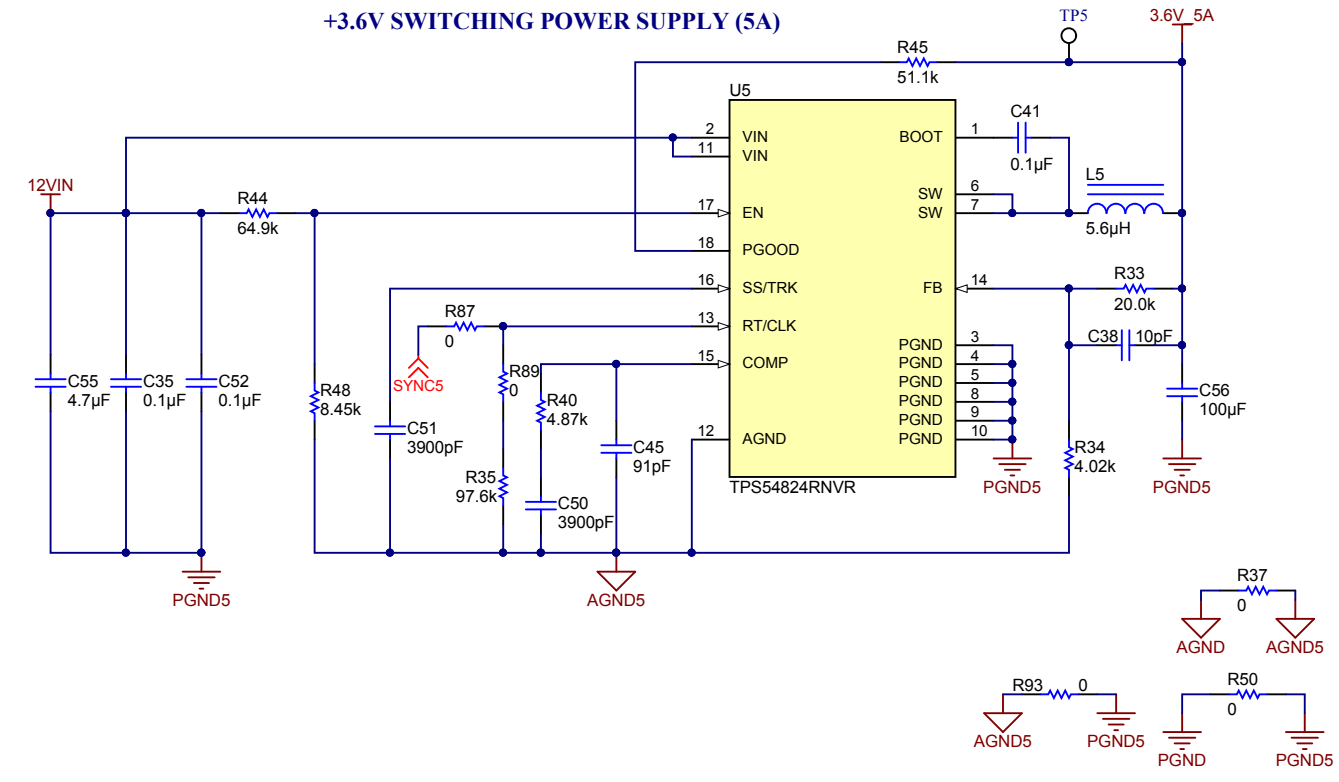 +3.6V SWITCHING POWER SUPPLY (5A)
TP5
3.6V_5A
R45
51.1k
U5
2 VIN
11 VIN
17 EN
18 PGOOD
16 SS/TRK
13 RT/CLK
15 COMP
12 AGND
BOOT 1
SW 6
SW 7
FB 14
PGND 3
PGND 4
PGND 5
PGND 8
PGND 9
PGND 10
TPS54824RNVR
C41
0.1µF
L5
5.6µH
R33
20.0k
C38 10pF
C56
100µF
R34
4.02k
PGND5
PGND5
12VIN
R44
64.9k
C55
4.7µF
C35
0.1µF
C52
0.1µF
R48
8.45k
R87
0
SYNC5
R89
0
R40
4.87k
C51
3900pF
C45
91pF
R35
97.6k
C50
3900pF
PGND5
AGND5
R37
0
AGND AGND5
R93 0
AGND5 PGND5
R50
0
PGND PGND5